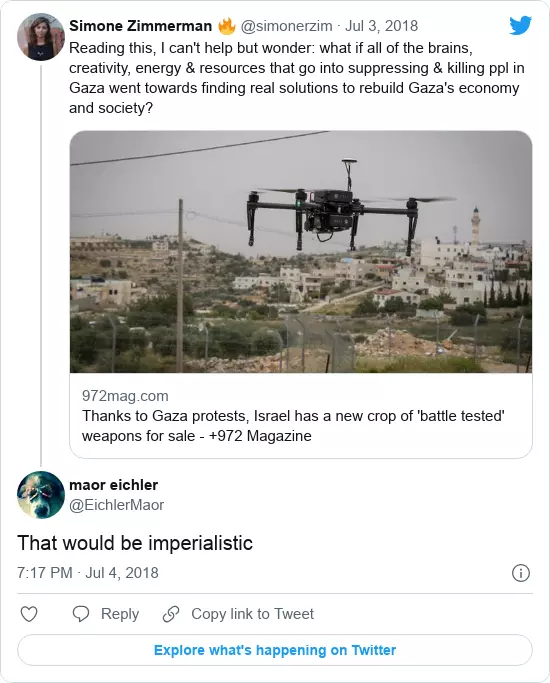 Simone Zimmerman 🔥 @simonerzim · Jul 3, 2018
Reading this, I can't help but wonder: what if all of the brains,
creativity, energy & resources that go into suppressing & killing ppl in
Gaza went towards finding real solutions to rebuild Gaza's economy
and society?
972mag.com
Thanks to Gaza protests, Israel has a new crop of 'battle tested'
weapons for sale - +972 Magazine
maor eichler
@EichlerMaor
That would be imperialistic
7:17 PM · Jul 4, 2018
Reply
Copy link to Tweet
Explore what's happening on Twitter